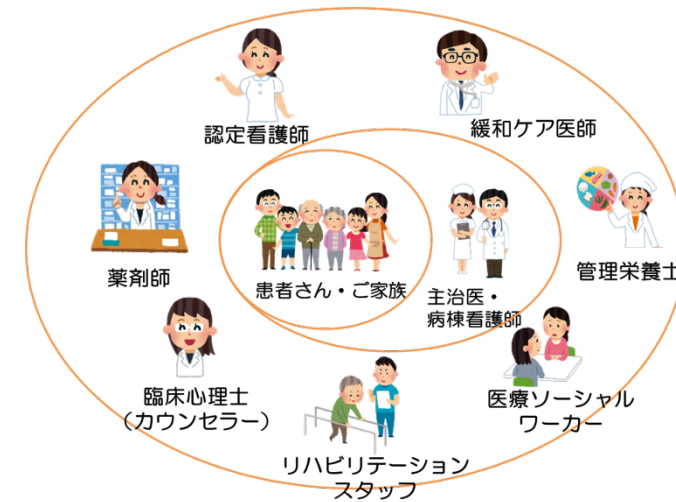 認定看護師
緩和ケア医師
薬剤師
患者さん・ご家族
主治医・
病棟看護師
管理栄養士
臨床心理士
（カウンセラー）
リハビリテーション
スタッフ
医療ソーシャル
ワーカー